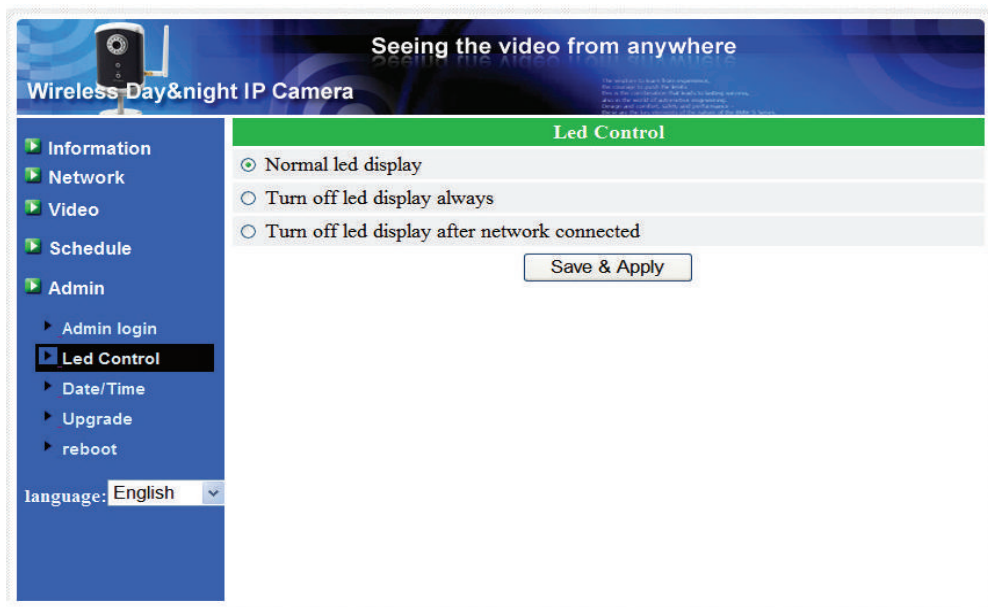 Seeing the video from anywhere
Wireless Day&night IP Camera
Information
Network
Video
Schedule
Admin
Admin login
Led Control
Date/Time
Upgrade
reboot
language: English
Led Control
Normal led display
Turn off led display always
Turn off led display after network connected
Save & Apply